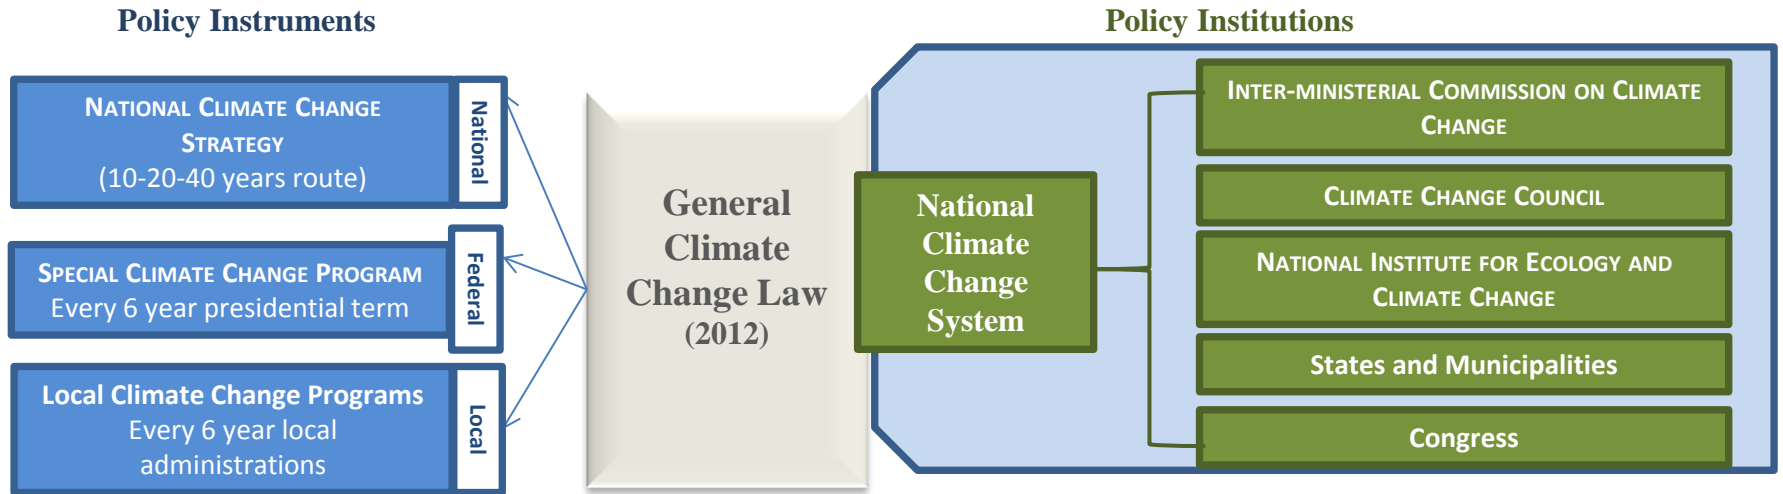 Policy Instruments
NATIONAL CLIMATE CHANGE
STRATEGY
(10-20-40 years route)
National
SPECIAL CLIMATE CHANGE PROGRAM
Every 6 year presidential term
Federal
Local Climate Change Programs
Every 6 year local
administrations
Local
General
Climate
Change Law
(2012)
Policy Institutions
National
Climate
Change
System
INTER-MINISTERIAL COMMISSION ON CLIMATE
CHANGE
CLIMATE CHANGE COUNCIL
NATIONAL INSTITUTE FOR ECOLOGY AND
CLIMATE CHANGE
States and Municipalities
Congress